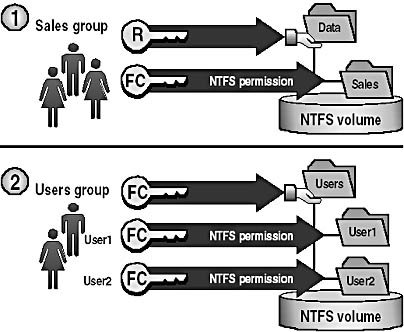 1 Sales group
R
Data
FC NTFS permission
Sales
NTFS volume
2 Users group
FC
Users
User1 FC NTFS permission
User1
User2 FC NTFS permission
User2
NTFS volume